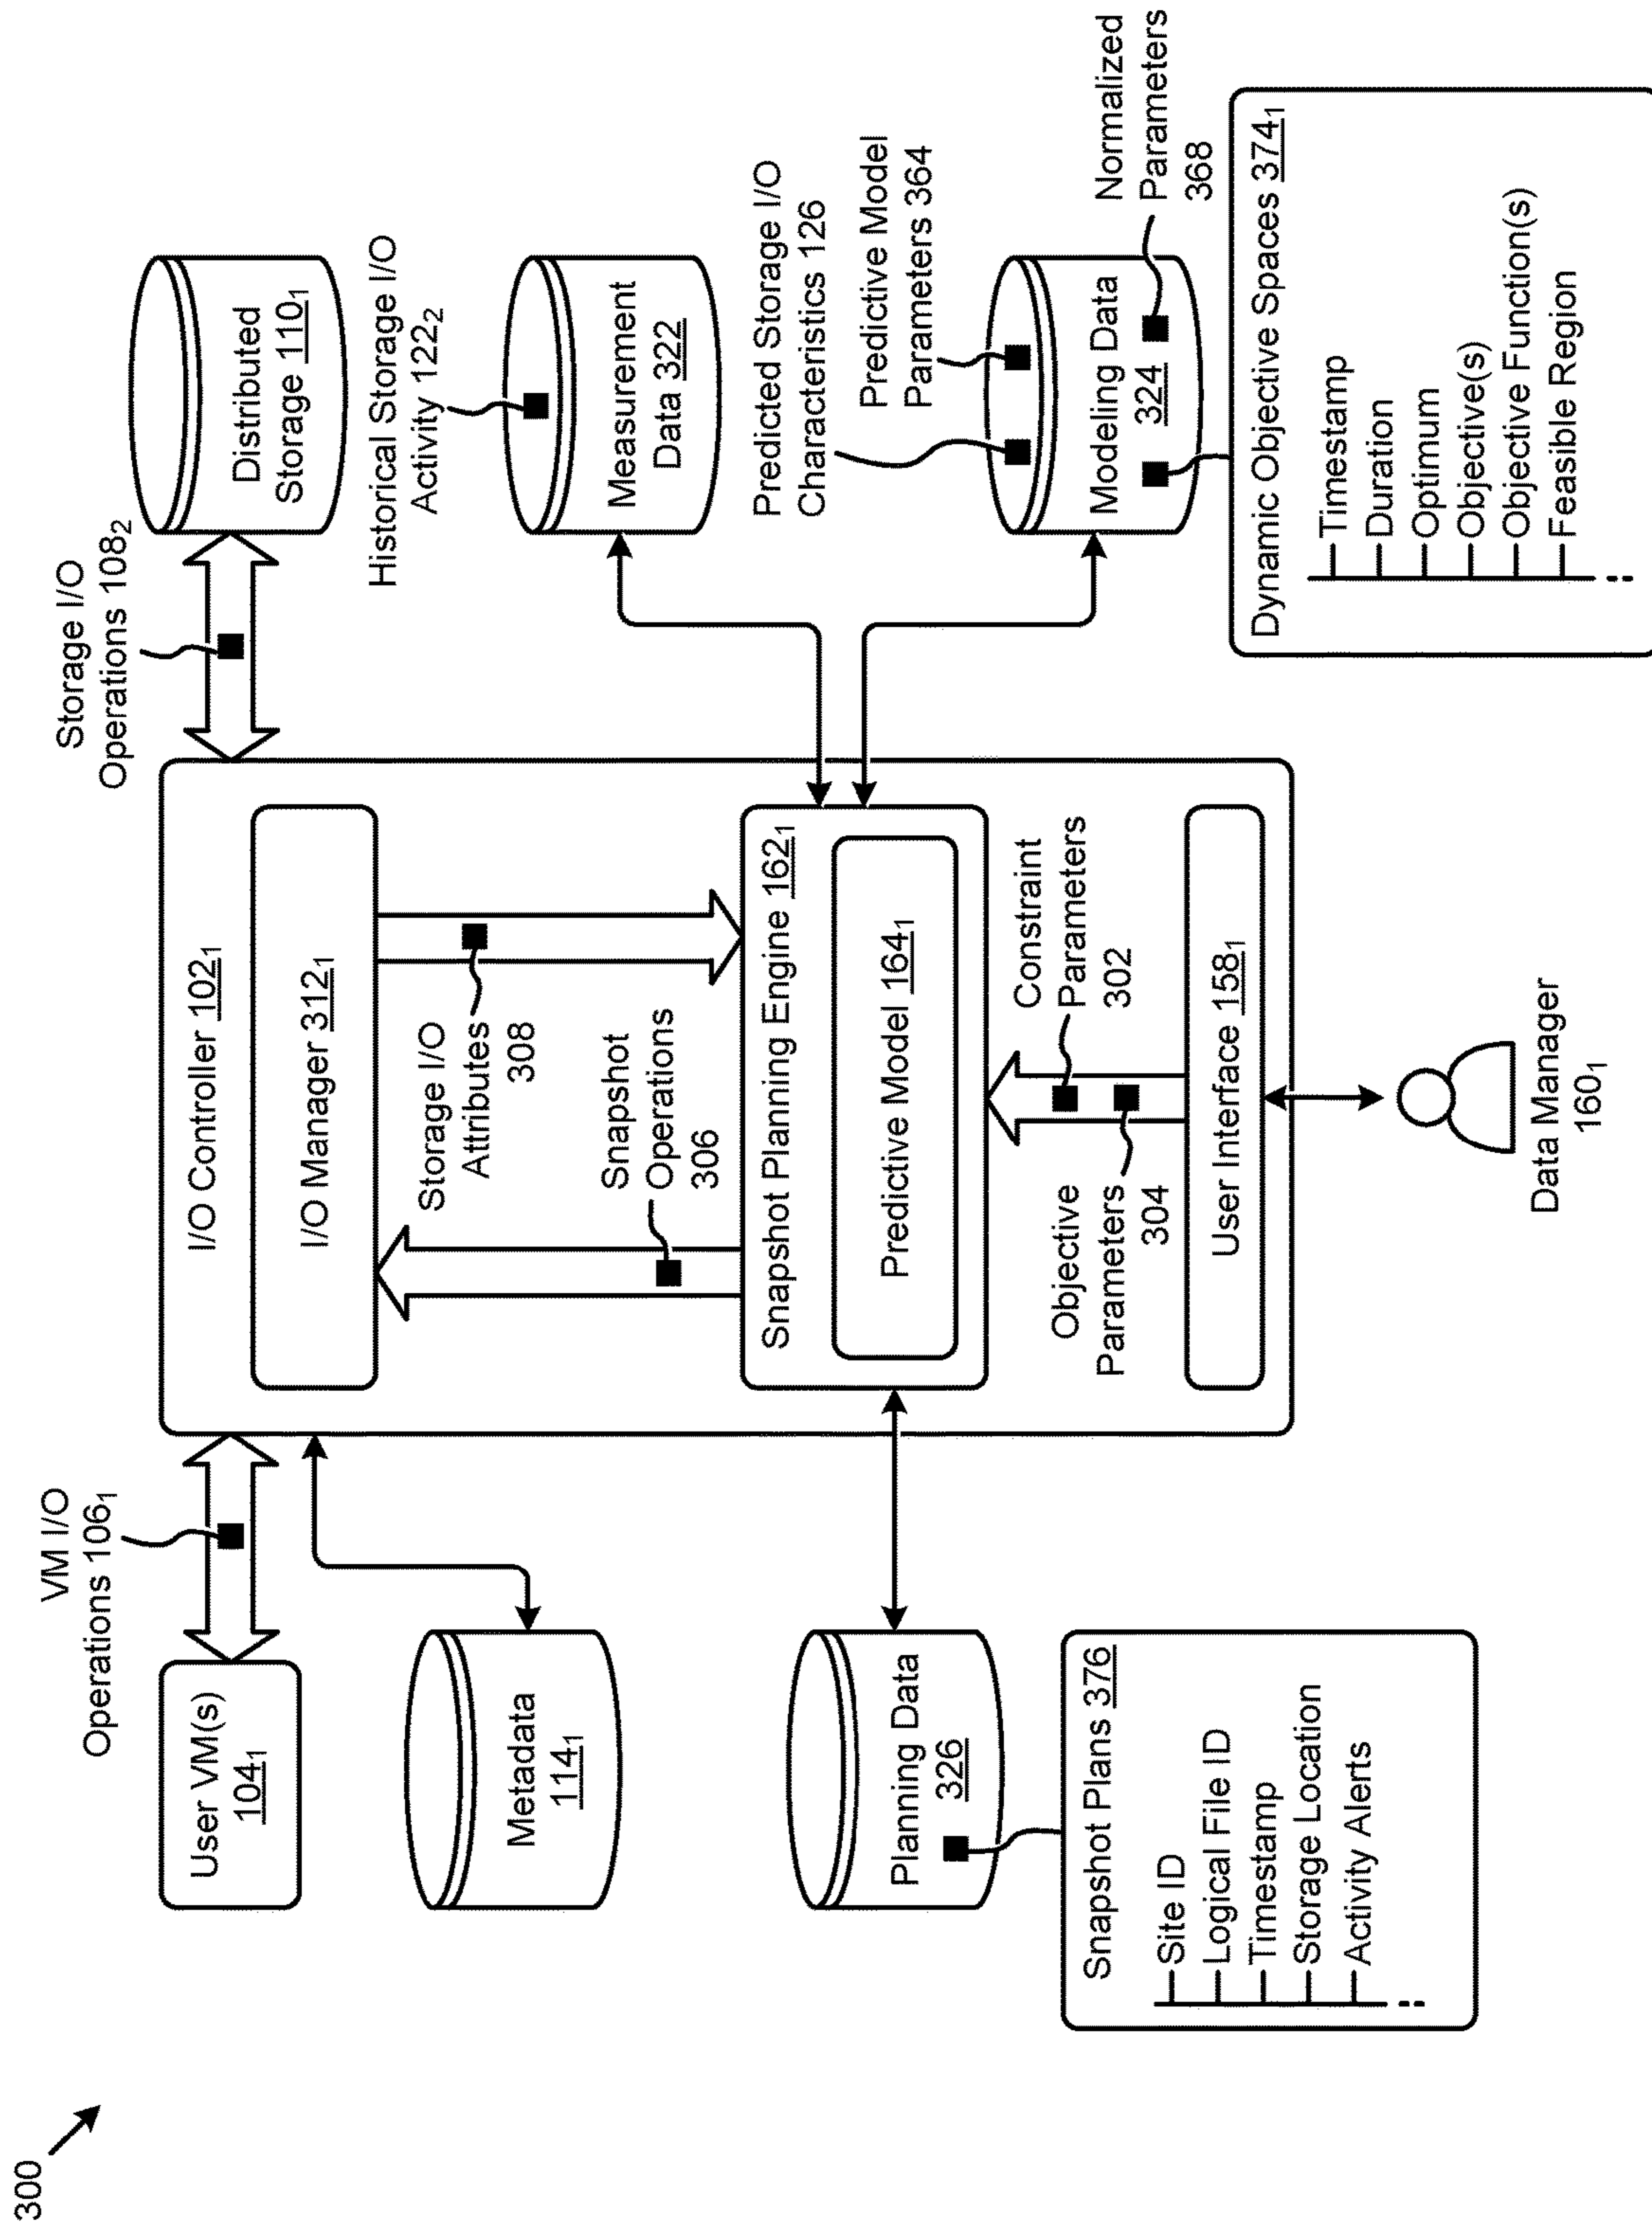 300
VM I/O
Operations 106₁
Storage I/O
Operations 108₂
User VM(s)
104₁
Metadata
114₁
Planning Data
326
Snapshot Plans 376
Site ID
Logical File ID
Timestamp
Storage Location
Activity Alerts
I/O Controller 102₁
I/O Manager 312₁
Storage I/O
Attributes
308
Snapshot
Operations
306
Snapshot Planning Engine 162₁
Predictive Model 164₁
Objective
Parameters
304
Constraint
Parameters
302
User Interface 158₁
Data Manager
160₁
Distributed
Storage 110₁
Historical Storage I/O
Activity 122₂
Measurement
Data 322
Predicted Storage I/O
Characteristics 126
Predictive Model
Parameters 364
Modeling Data
324
Normalized
Parameters
368
Dynamic Objective Spaces 374₁
Timestamp
Duration
Optimum
Objective(s)
Objective Function(s)
Feasible Region